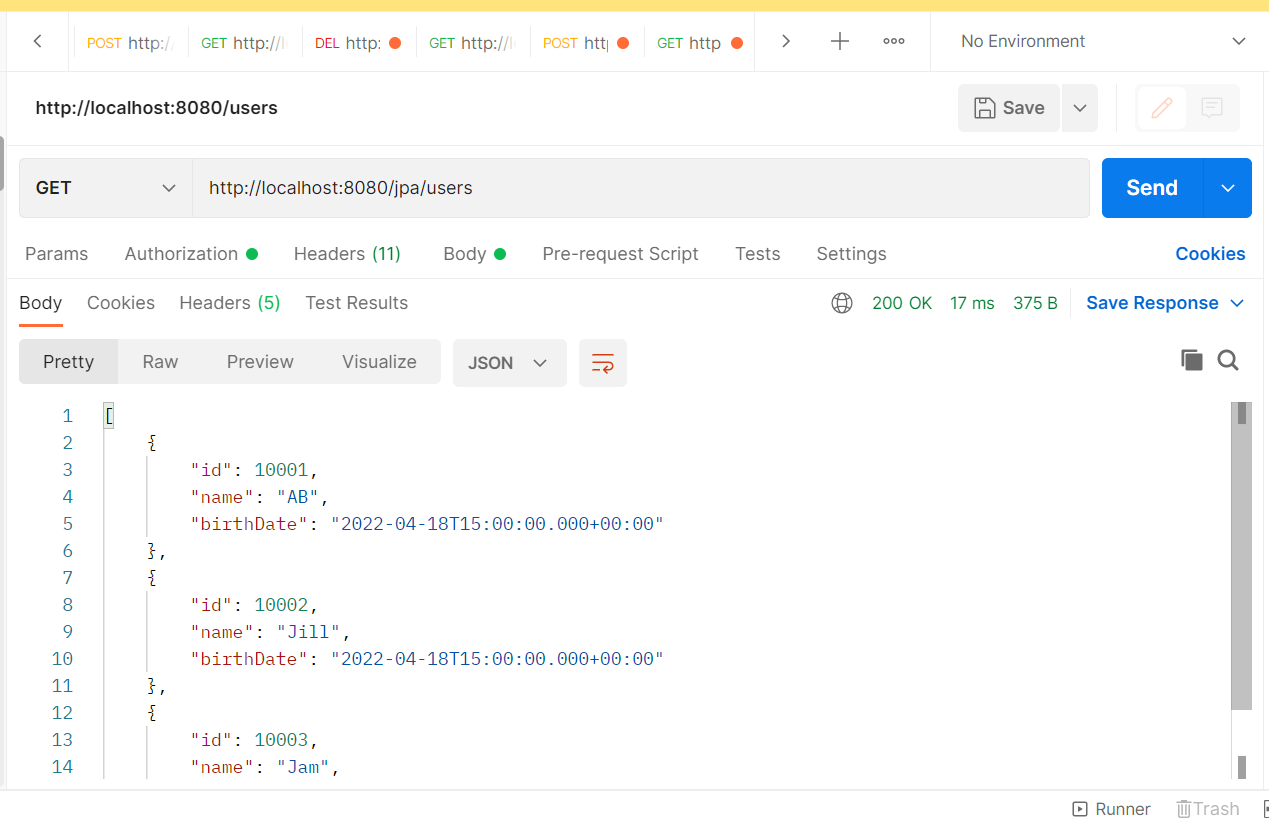 POST http:/ GET http://l DEL http: GET http://l POST htt GET http No Environment
http://localhost:8080/users Save
GET http://localhost:8080/jpa/users Send
Params Authorization Headers (11) Body Pre-request Script Tests Settings Cookies
Body Cookies Headers (5) Test Results 200 OK 17 ms 375 B Save Response
Pretty Raw Preview Visualize JSON
1 [
2 {
3 "id": 10001,
4 "name": "AB",
5 "birthDate": "2022-04-18T15:00:00.000+00:00"
6 },
7 {
8 "id": 10002,
9 "name": "Jill",
10 "birthDate": "2022-04-18T15:00:00.000+00:00"
11 },
12 {
13 "id": 10003,
14 "name": "Jam",
Runner Trash